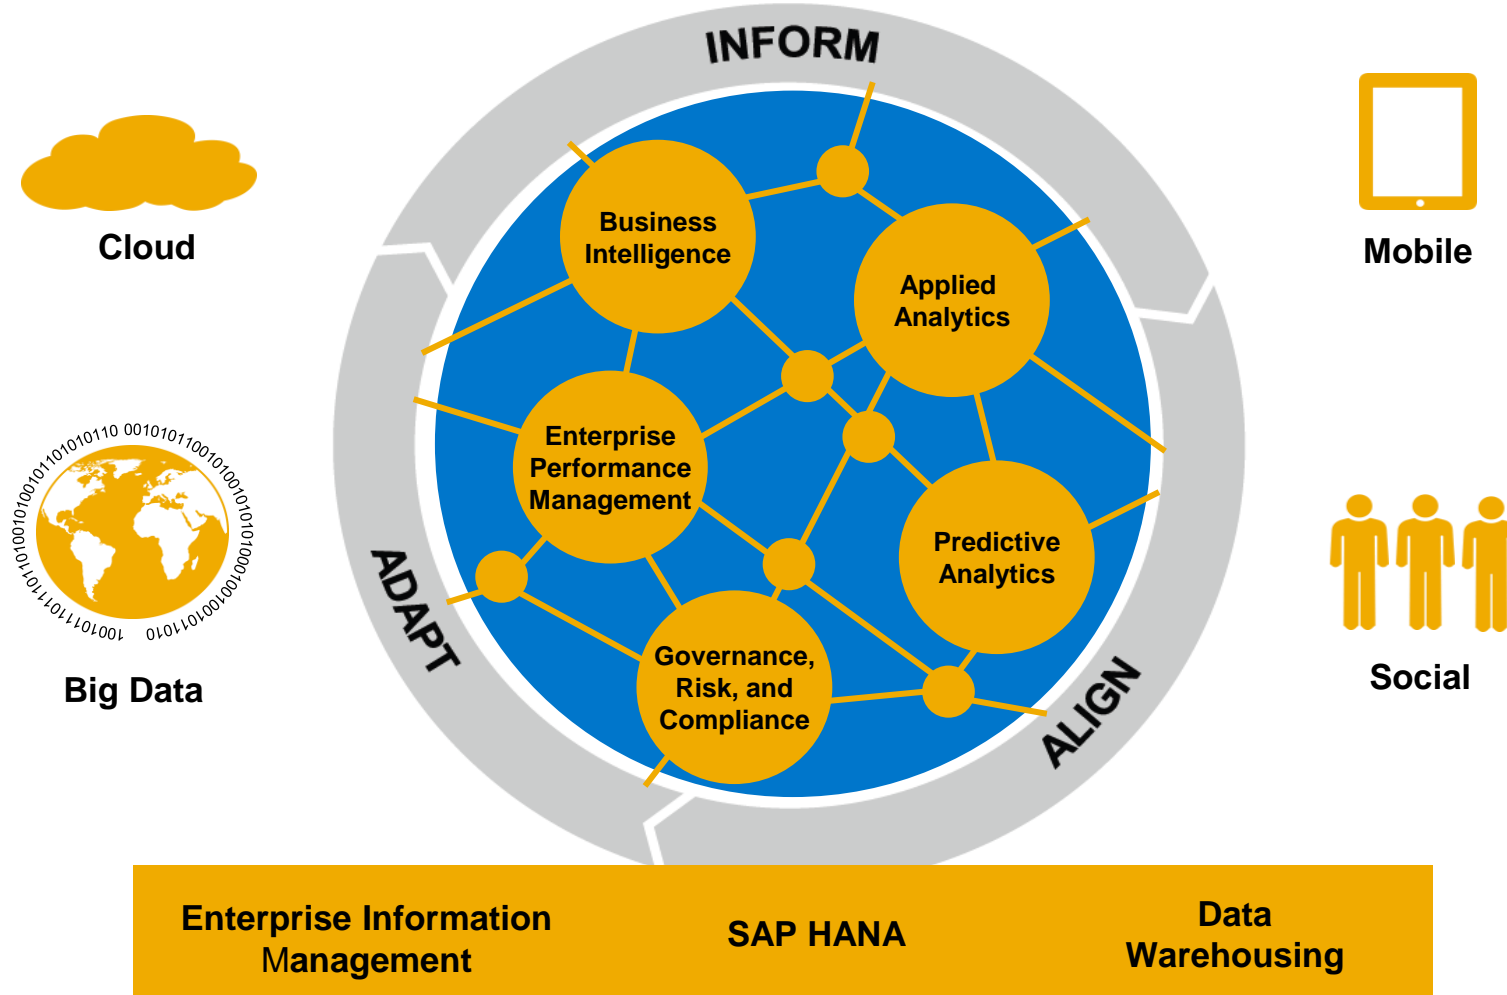 INFORM
Cloud
Mobile
Business
Intelligence
Applied
Analytics
Enterprise
Performance
Management
Predictive
Analytics
ADAPT
Governance,
Risk, and
Compliance
ALIGN
Big Data
Social
Enterprise Information
Management
SAP HANA
Data
Warehousing